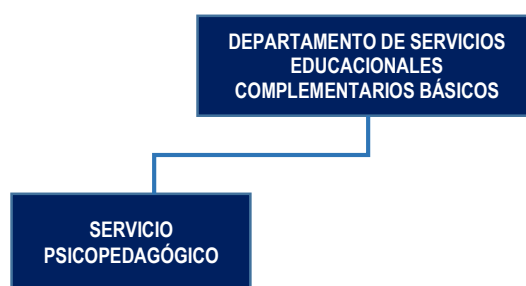 DEPARTAMENTO DE SERVICIOS
EDUCACIONALES
COMPLEMENTARIOS BÁSICOS
SERVICIO
PSICOPEDAGÓGICO